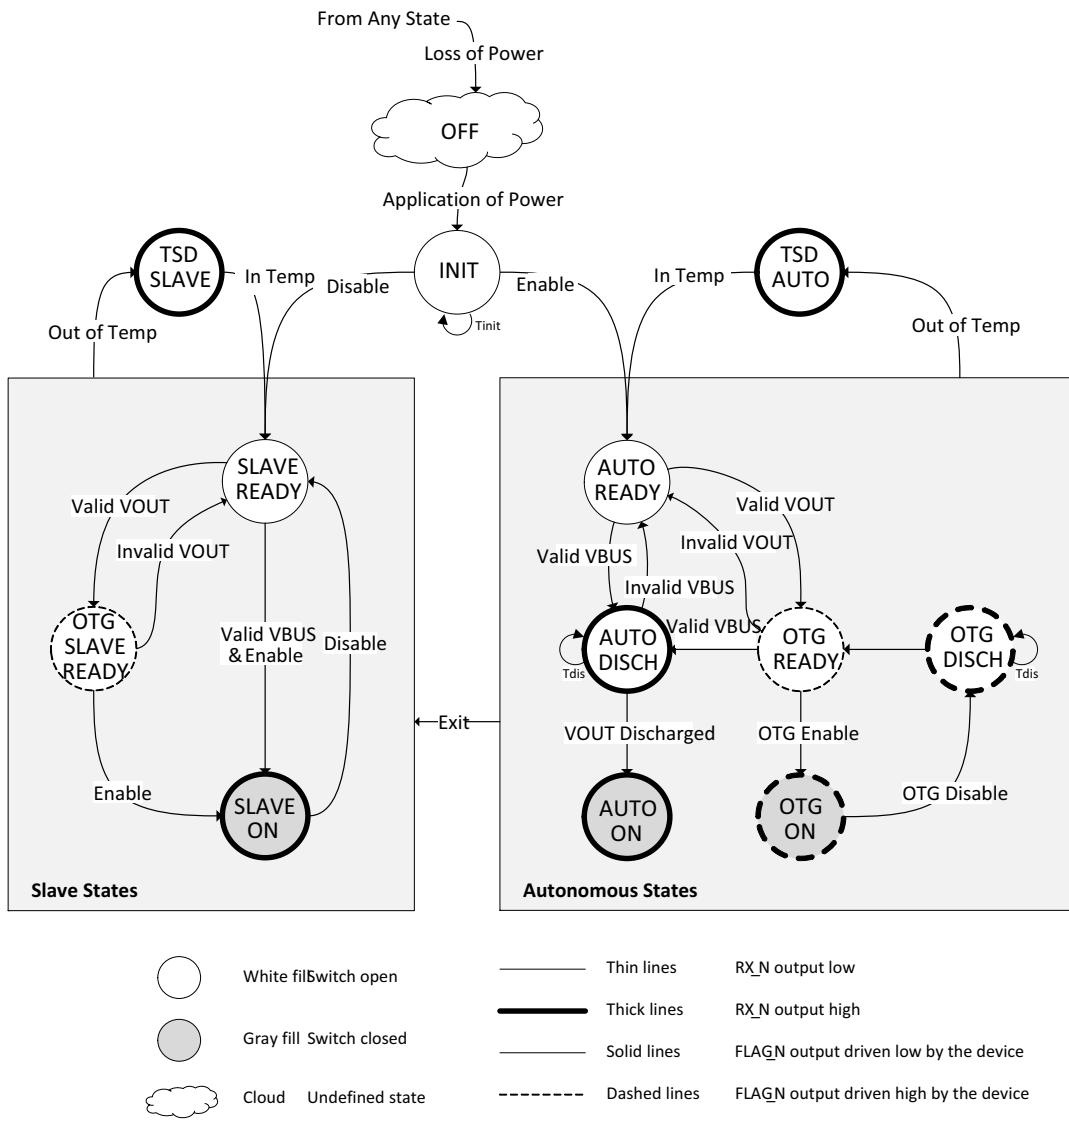 From Any State
Loss of Power
OFF
Application of Power
TSD
SLAVE
INIT
TSD
AUTO
In Temp
Disable
Enable
In Temp
Tinit
Out of Temp
Out of Temp
SLAVE
READY
AUTO
READY
Valid VOUT
Valid VOUT
Invalid VOUT
Valid VBUS
Invalid VOUT
Invalid VBUS
OTG
SLAVE
READY
Valid VBUS
& Enable
Disable
AUTO
DISCH
Valid VBUS
OTG
READY
OTG
DISCH
Tdis
Tdis
Exit
VOUT Discharged
OTG Enable
Enable
SLAVE
ON
AUTO
ON
OTG
ON
OTG Disable
Slave States
Autonomous States
White fill Switch open
Thin lines RX_N output low
Thick lines RX_N output high
Gray fill Switch closed
Solid lines FLAGN output driven low by the device
Cloud Undefined state
Dashed lines FLAGN output driven high by the device